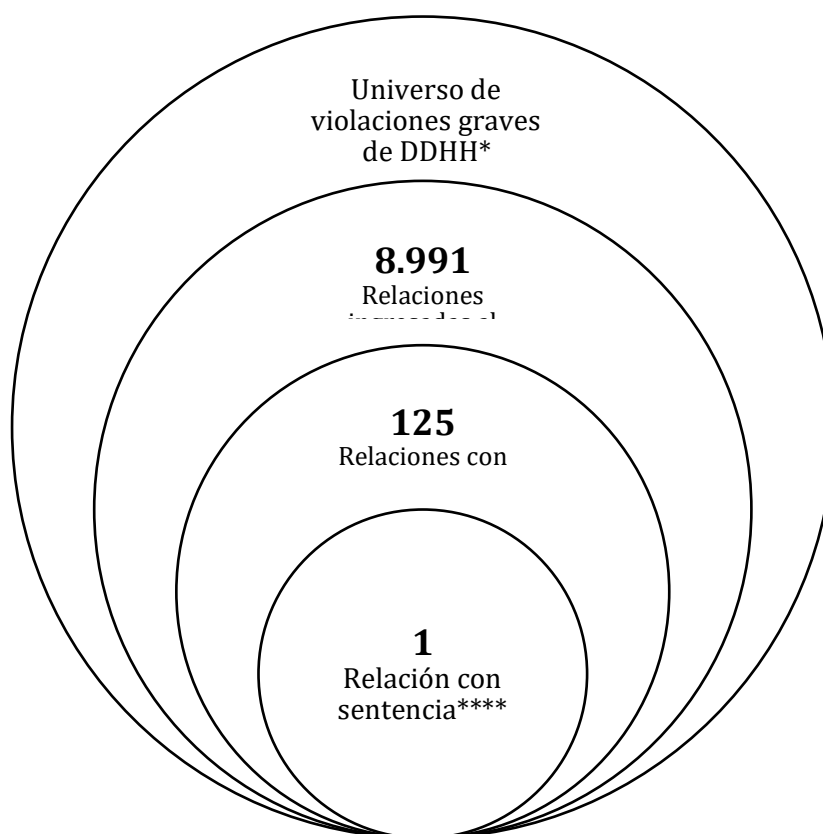 Universo de
violaciones graves
de DDHH*
8.991
Relaciones
125
Relaciones con
1
Relación con
sentencia****